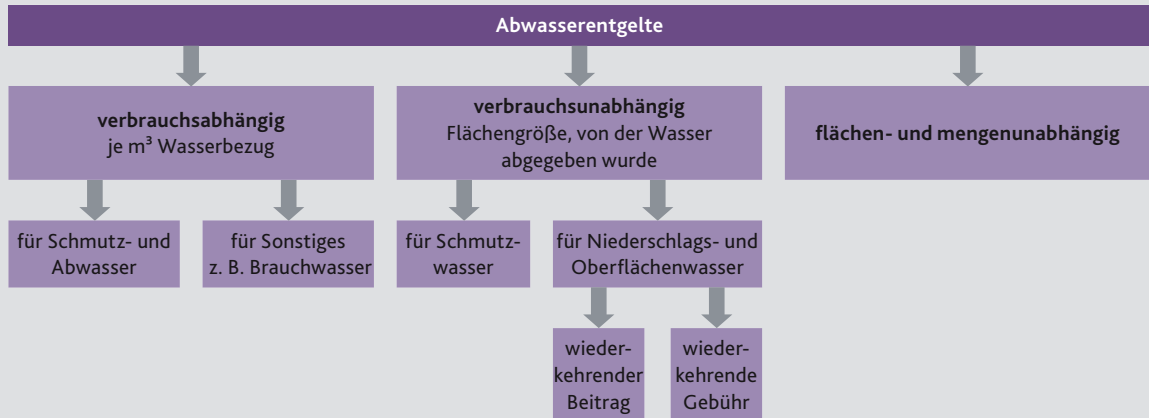 Abwasserentgelte
verbrauchsabhängig
je m³ Wasserbezug
verbrauchsunabhängig
Flächengröße, von der Wasser
abgegeben wurde
flächen- und mengenunabhängig
für Schmutz- und
Abwasser
für Sonstiges
z. B. Brauchwasser
für Schmutz-
wasser
für Niederschlags- und
Oberflächenwasser
wieder-
kehrender
Beitrag
wieder-
kehrende
Gebühr